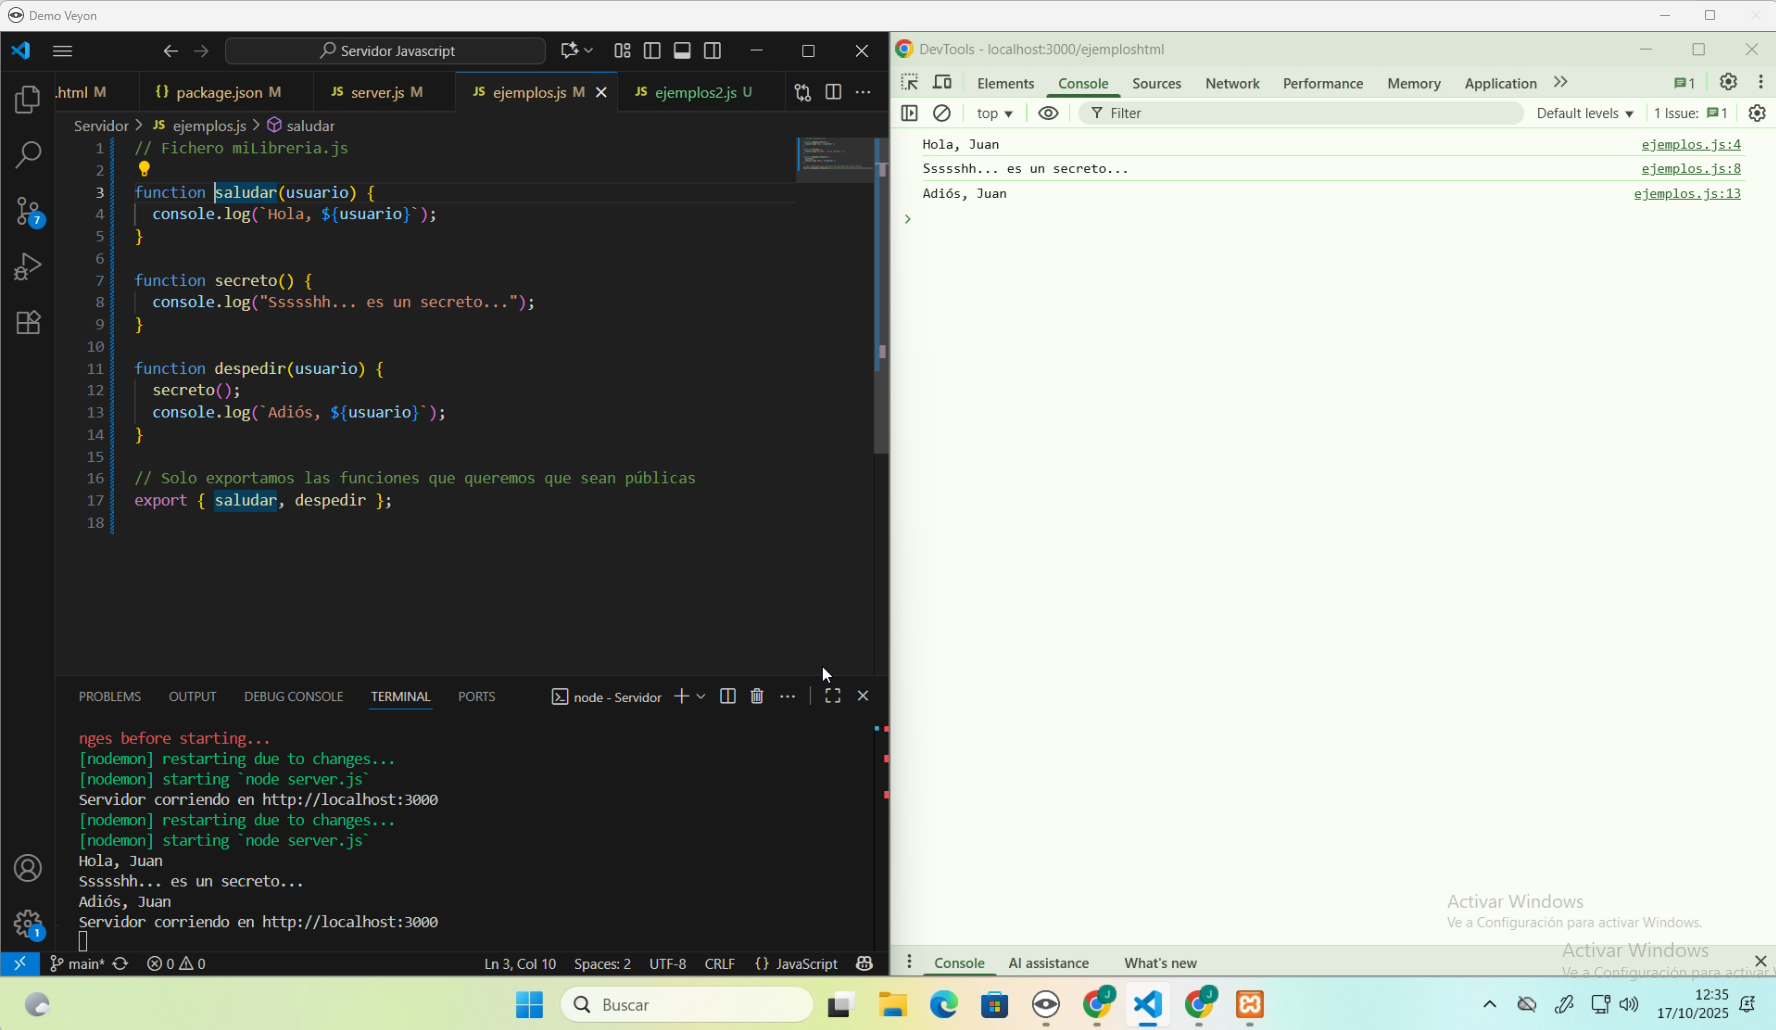 Demo Veyon
Servidor Javascript
.html M
package.json M
JS server.js M
JS ejemplos.js M
JS ejemplos2.js U
Servidor > JS ejemplos.js > saludar
1 // Fichero miLibreria.js
2
3 function saludar(usuario) {
4 console.log(`Hola, ${usuario}`);
5 }
6
7 function secreto() {
8 console.log("Ssssshh... es un secreto...");
9 }
10
11 function despedir(usuario) {
12 secreto();
13 console.log(`Adiós, ${usuario}`);
14 }
15
16 // Solo exportamos las funciones que queremos que sean públicas
17 export { saludar, despedir };
18
7
1
PROBLEMS OUTPUT DEBUG CONSOLE TERMINAL PORTS
node - Servidor
nges before starting...
[nodemon] restarting due to changes...
[nodemon] starting `node server.js`
Servidor corriendo en http://localhost:3000
[nodemon] restarting due to changes...
[nodemon] starting `node server.js`
Hola, Juan
Ssssshh... es un secreto...
Adiós, Juan
Servidor corriendo en http://localhost:3000
main* 0 0 Ln 3, Col 10 Spaces: 2 UTF-8 CRLF {} JavaScript
DevTools - localhost:3000/ejemploshtml
Elements Console Sources Network Performance Memory Application 1
top Filter Default levels 1 Issue: 1
Hola, Juan ejemplos.js:4
Ssssshh... es un secreto... ejemplos.js:8
Adiós, Juan ejemplos.js:13
Activar Windows
Ve a Configuración para activar Windows.
Activar Windows
Ve a Configuración para activar
Console AI assistance What's new
Buscar
J
J
12:35
17/10/2025